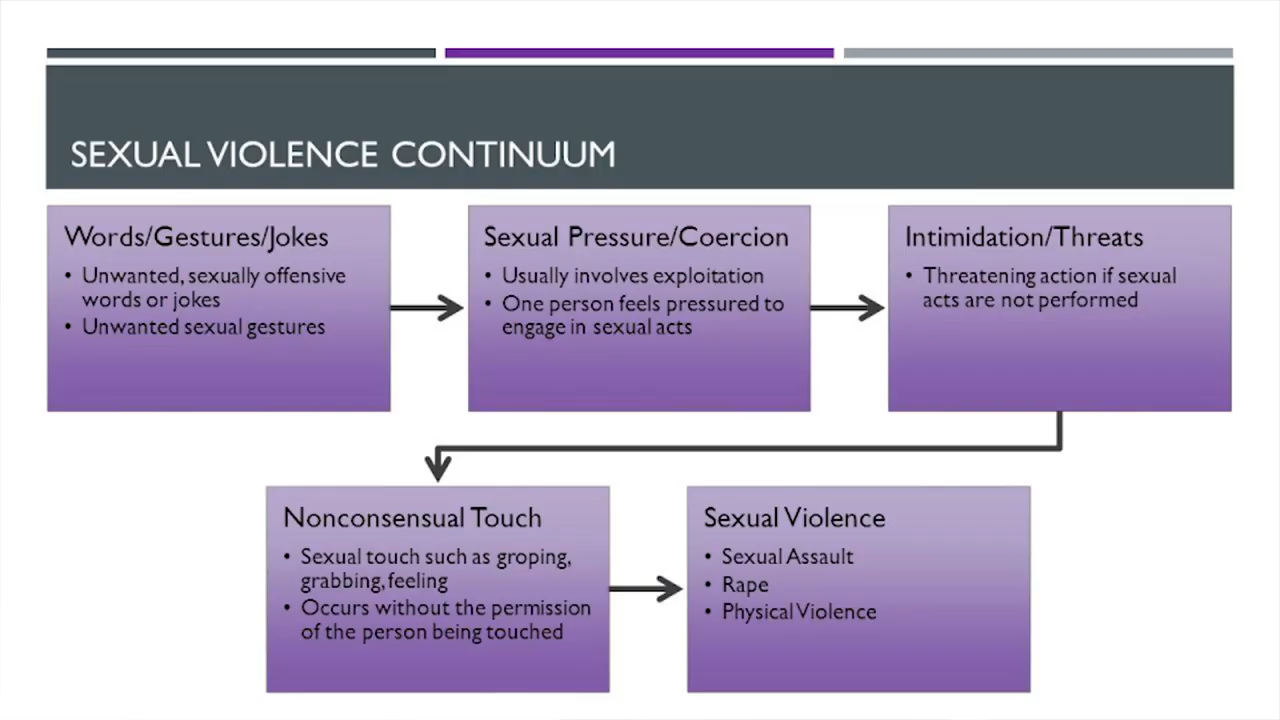 SEXUAL VIOLENCE CONTINUUM
Words/Gestures/Jokes
• Unwanted, sexually offensive
words or jokes
• Unwanted sexual gestures
Sexual Pressure/Coercion
• Usually involves exploitation
• One person feels pressured to
engage in sexual acts
Intimidation/Threats
• Threatening action if sexual
acts are not performed
Nonconsensual Touch
• Sexual touch such as groping,
grabbing, feeling
• Occurs without the permission
of the person being touched
Sexual Violence
• Sexual Assault
• Rape
• Physical Violence